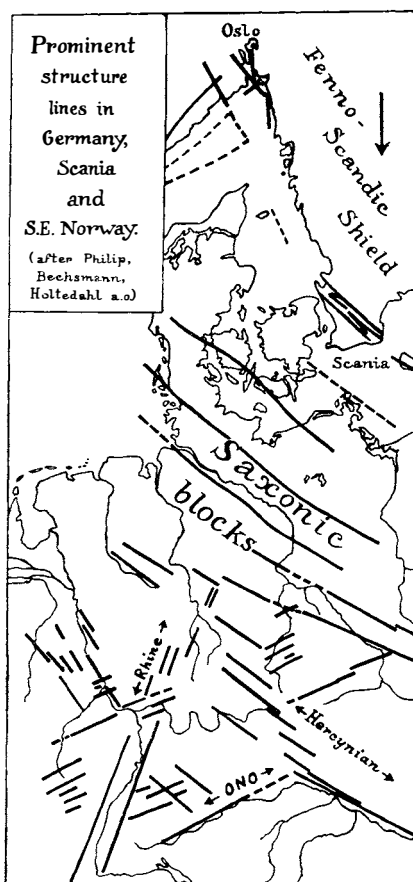 Prominent
structure
lines in
Germany,
Scania
and
S.E. Norway.
(after Philip,
Bechsmann,
Holtedahl a.o.)
Oslo
Fenno-
Scandic
Shield
Scania
Saxonic
blocks
Rhine
Hercynian
ONO